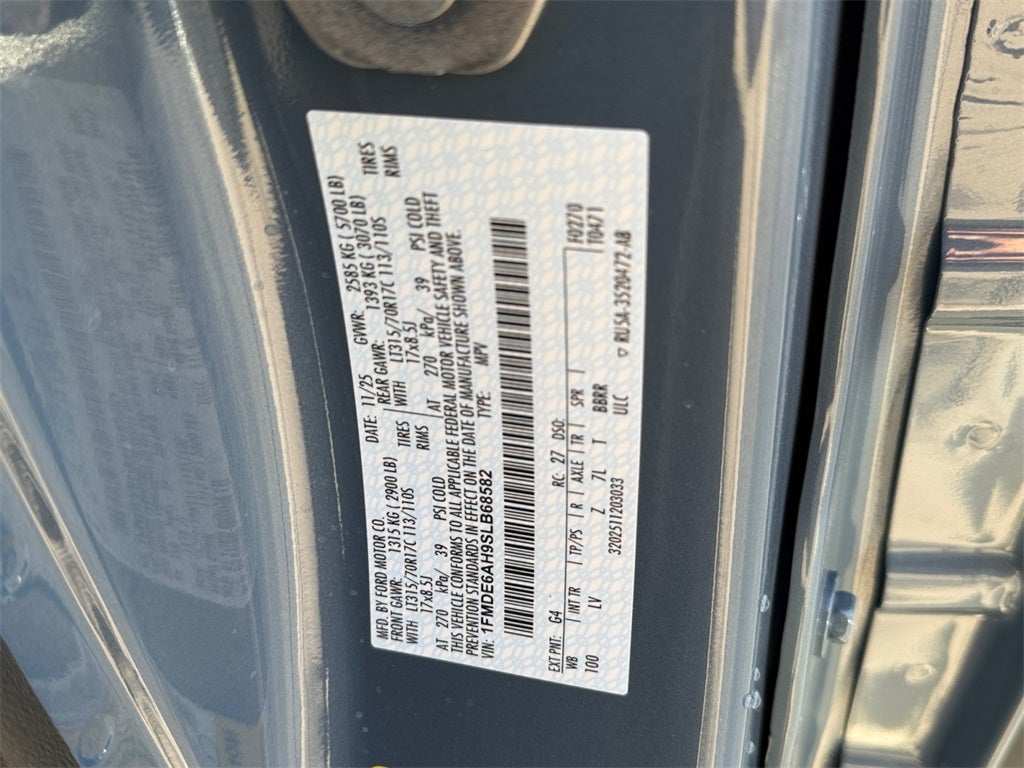 MFD. BY FORD MOTOR CO. DATE: 11/25 GVWR: 2585 KG ( 5700 LB)
FRONT GAWR: 1315 KG ( 2900 LB) REAR GAWR: 1393 KG ( 3070 LB)
WITH LT315/70R17C 113/110S TIRES WITH LT315/70R17C 113/110S TIRES
17x8.5J RIMS 17x8.5J RIMS
AT 270 kPa/ 39 PSI COLD AT 270 kPa/ 39 PSI COLD
THIS VEHICLE CONFORMS TO ALL APPLICABLE FEDERAL MOTOR VEHICLE SAFETY AND THEFT
PREVENTION STANDARDS IN EFFECT ON THE DATE OF MANUFACTURE SHOWN ABOVE.
VIN: 1FMDE6AH9SLB68582 TYPE: MPV
EXT PNT: G4 RC: 27 DSO: F0270
WB INT TR TP/PS R AXLE TR SPR 110471
100 LV Z 7L T BBRR
3202511203033 ULC ▽ RU5A-3520472-AB